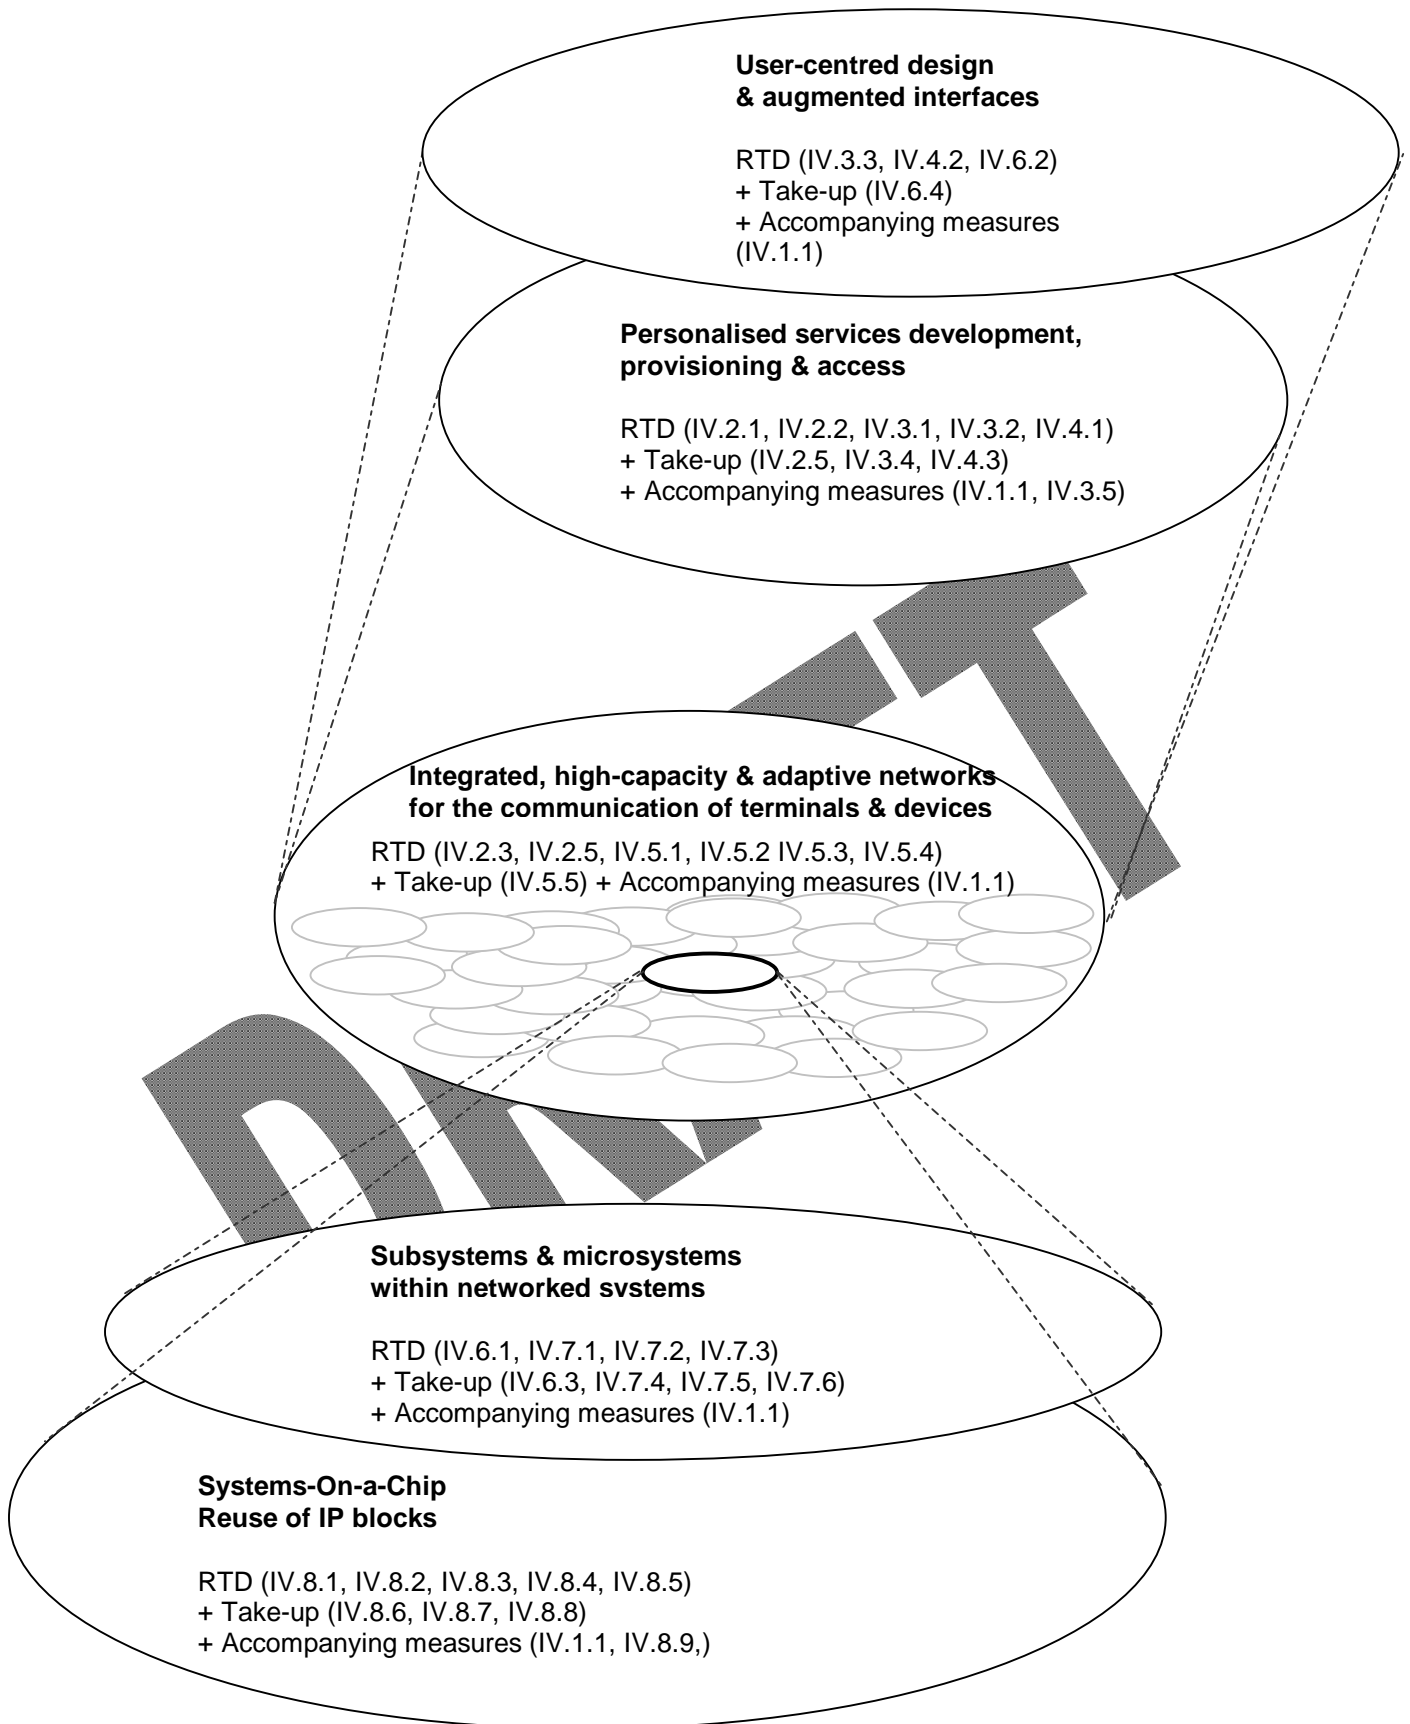 User-centred design
& augmented interfaces
RTD (IV.3.3, IV.4.2, IV.6.2)
+ Take-up (IV.6.4)
+ Accompanying measures
(IV.1.1)
Personalised services development,
provisioning & access
RTD (IV.2.1, IV.2.2, IV.3.1, IV.3.2, IV.4.1)
+ Take-up (IV.2.5, IV.3.4, IV.4.3)
+ Accompanying measures (IV.1.1, IV.3.5)
Integrated, high-capacity & adaptive networks
for the communication of terminals & devices
RTD (IV.2.3, IV.2.5, IV.5.1, IV.5.2 IV.5.3, IV.5.4)
+ Take-up (IV.5.5) + Accompanying measures (IV.1.1)
DRAFT
Subsystems & microsystems
within networked systems
RTD (IV.6.1, IV.7.1, IV.7.2, IV.7.3)
+ Take-up (IV.6.3, IV.7.4, IV.7.5, IV.7.6)
+ Accompanying measures (IV.1.1)
Systems-On-a-Chip
Reuse of IP blocks
RTD (IV.8.1, IV.8.2, IV.8.3, IV.8.4, IV.8.5)
+ Take-up (IV.8.6, IV.8.7, IV.8.8)
+ Accompanying measures (IV.1.1, IV.8.9,)